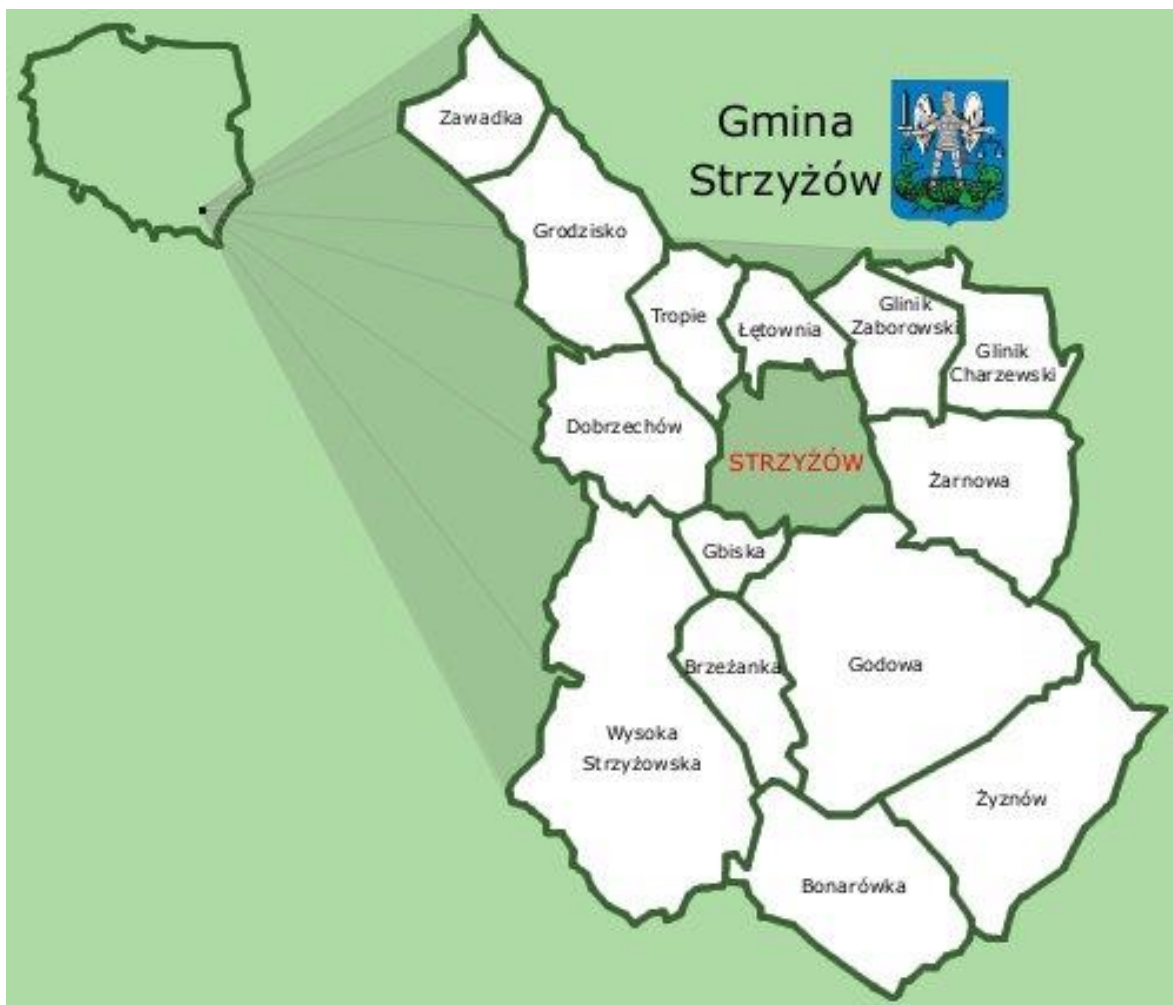 Gmina
Strzyżów
Zawadka
Grodzisko
Tropie
Łętownia
Glinik
Zaborowski
Glinik
Charzewski
Dobrzechów
STRZYŻÓW
Żarnowa
Gbiska
Brzeżanka
Godowa
Wysoka
Strzyżowska
Żyznów
Bonarówka